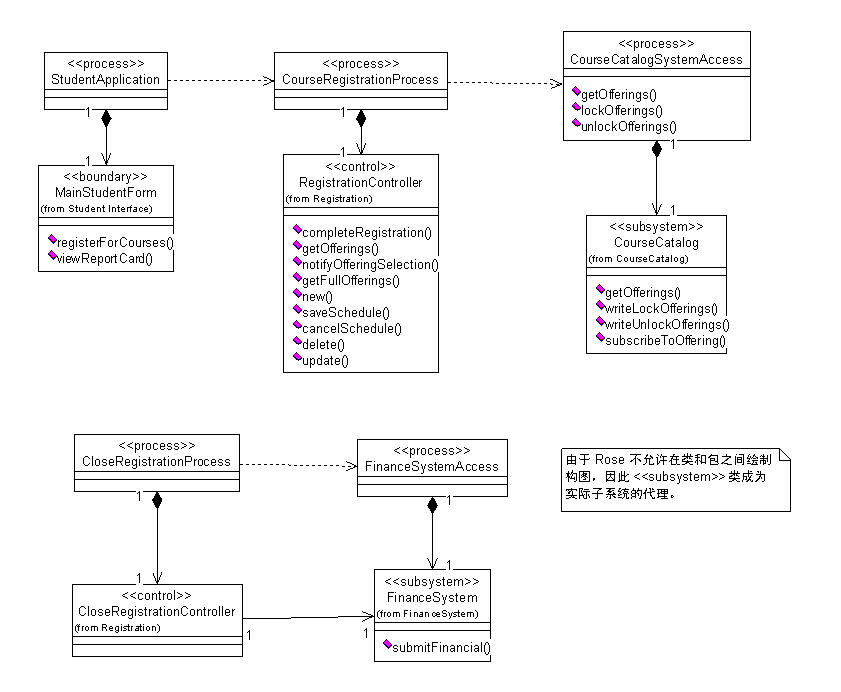 <<process>>
StudentApplication
1
1
<<boundary>>
MainStudentForm
(from Student Interface)
registerForCourses()
viewReportCard()
<<process>>
CourseRegistrationProcess
1
1
<<control>>
RegistrationController
(from Registration)
completeRegistration()
getOfferings()
notifyOfferingSelection()
getFullOfferings()
new()
saveSchedule()
cancelSchedule()
delete()
update()
<<process>>
CourseCatalogSystemAccess
getOfferings()
lockOfferings()
unlockOfferings()
1
1
<<subsystem>>
CourseCatalog
(from CourseCatalog)
getOfferings()
writeLockOfferings()
writeUnlockOfferings()
subscribeToOffering()
<<process>>
CloseRegistrationProcess
1
1
<<control>>
CloseRegistrationController
(from Registration)
1
1
<<process>>
FinanceSystemAccess
1
1
<<subsystem>>
FinanceSystem
(from FinanceSystem)
submitFinancial()
由于 Rose 不允许在类和包之间绘制
构图，因此 <<subsystem>> 类成为
实际子系统的代理。